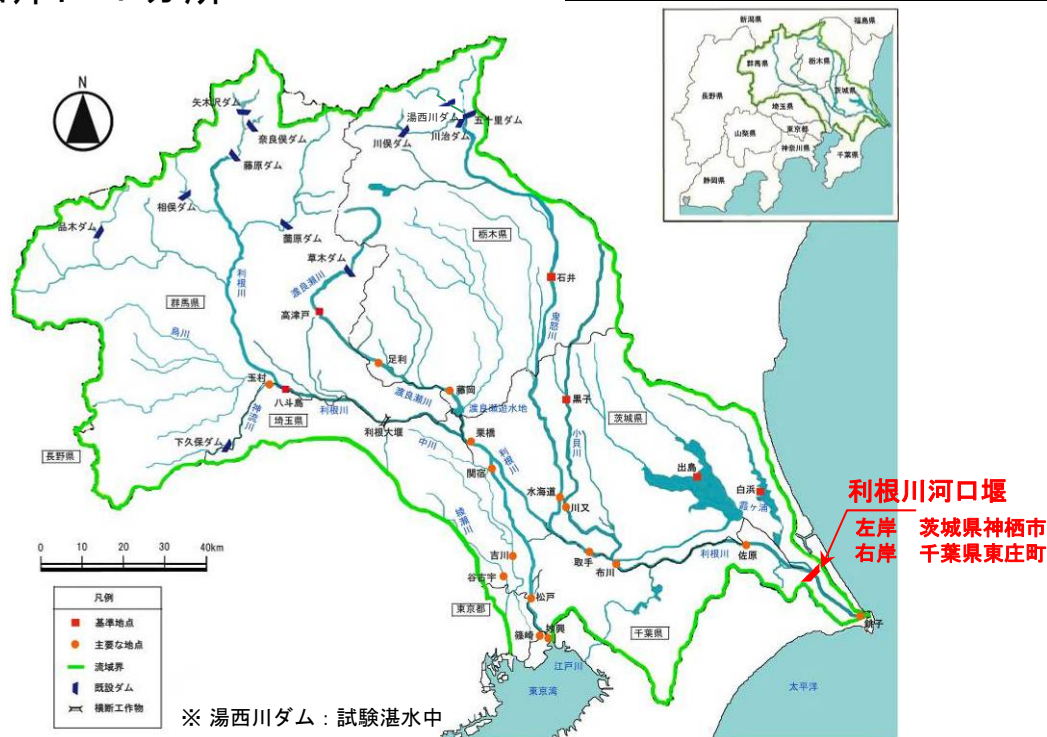 新潟県
福島県
群馬県
栃木県
長野県
茨城県
埼玉県
山梨県
東京都
神奈川県
千葉県
静岡県
N
矢木沢ダム
奈良俣ダム
藤原ダム
相俣ダム
品木ダム
薗原ダム
草木ダム
湯西川ダム
五十里ダム
川俣ダム
川治ダム
栃木県
渡良瀬川
利根川
石井
鬼怒川
群馬県
高津戸
烏川
足利
玉村
八斗島
藤岡
渡良瀬川
渡良瀬遊水地
黒子
茨城県
利根川
埼玉県
利根大堰
神流川
下久保ダム
長野県
中川
栗橋
利根川
関宿
小貝川
出島
白浜
霞ヶ浦
水海道
川又
利根川河口堰
左岸 茨城県神栖市
右岸 千葉県東庄町
綾瀬川
吉川
谷古宇
取手
布川
利根川
佐原
松戸
東京都
篠崎
妙典
千葉県
銚子
江戸川
東京湾
太平洋
0 10 20 30 40km
凡例
基準地点
主要な地点
流域界
既設ダム
横断工作物
※ 湯西川ダム：試験湛水中